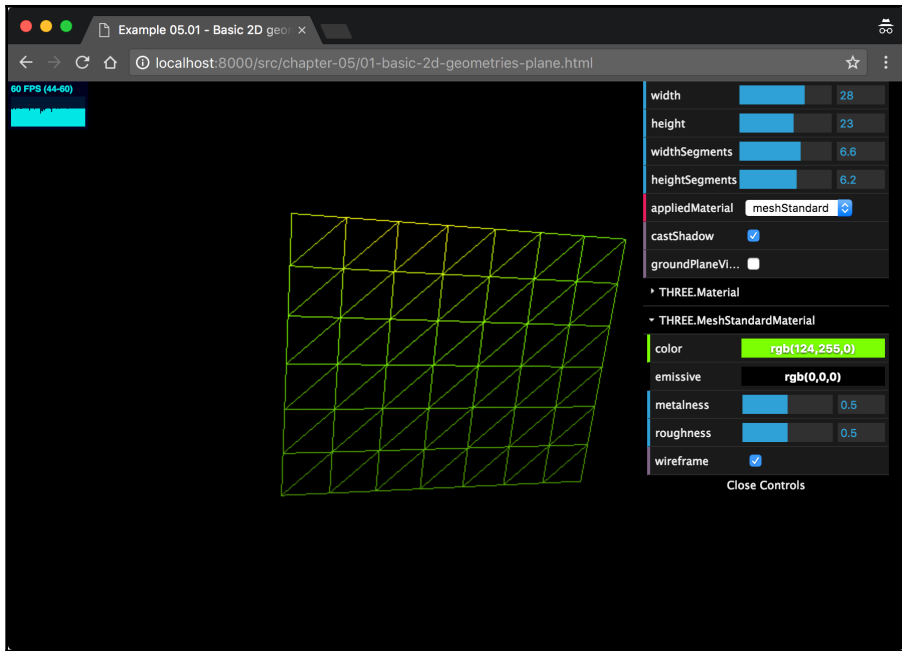 Example 05.01 - Basic 2D geo
localhost:8000/src/chapter-05/01-basic-2d-geometries-plane.html
60 FPS (44-60)
width 28
height 23
widthSegments 6.6
heightSegments 6.2
appliedMaterial meshStandard
castShadow
groundPlaneVi...
THREE.Material
THREE.MeshStandardMaterial
color rgb(124,255,0)
emissive rgb(0,0,0)
metalness 0.5
roughness 0.5
wireframe
Close Controls